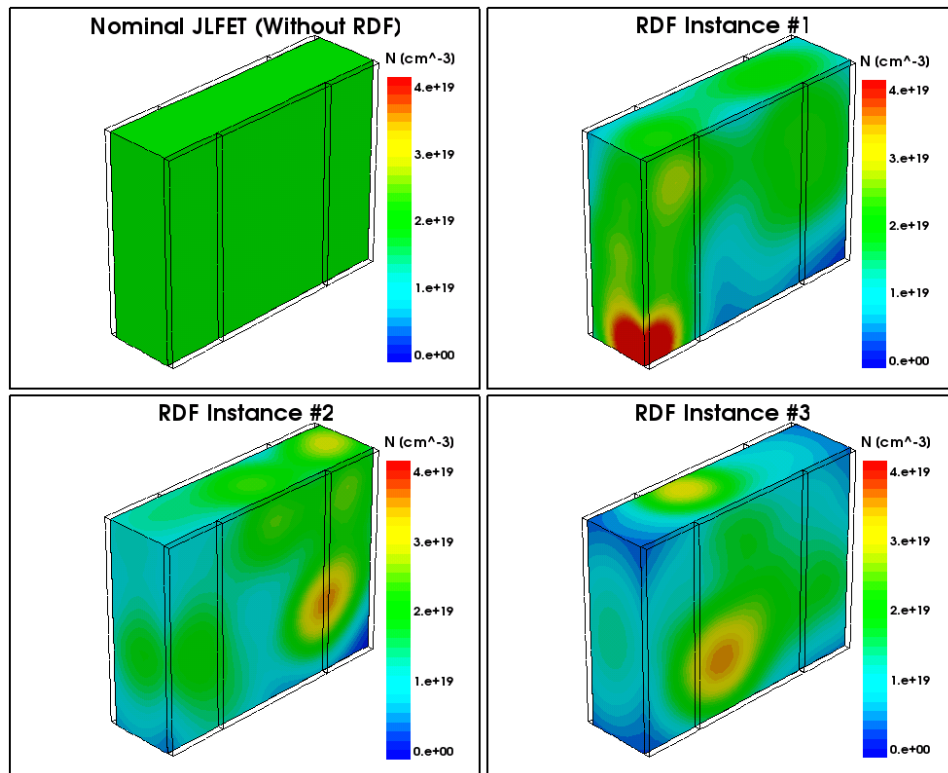 Nominal JLFET (Without RDF)
N (cm^-3)
4.e+19
3.e+19
2.e+19
1.e+19
0.e+00
RDF Instance #1
N (cm^-3)
4.e+19
3.e+19
2.e+19
1.e+19
0.e+00
RDF Instance #2
N (cm^-3)
4.e+19
3.e+19
2.e+19
1.e+19
0.e+00
RDF Instance #3
N (cm^-3)
4.e+19
3.e+19
2.e+19
1.e+19
0.e+00